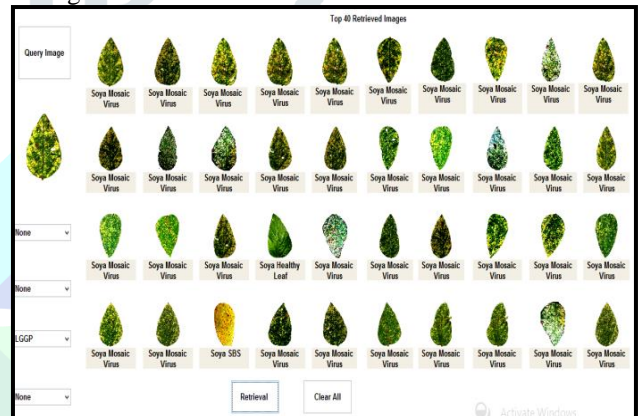 Top 40 Retrieved Images
Query Image
Soya Mosaic Soya Mosaic Soya Mosaic Soya Mosaic Soya Mosaic Soya Mosaic Soya Mosaic Soya Mosaic Soya Mosaic Soya Mosaic
Virus Virus Virus Virus Virus Virus Virus Virus Virus Virus
Soya Mosaic Soya Mosaic Soya Mosaic Soya Mosaic Soya Mosaic Soya Mosaic Soya Mosaic Soya Mosaic Soya Mosaic Soya Mosaic
Virus Virus Virus Virus Virus Virus Virus Virus Virus Virus
None
Soya Mosaic Soya Mosaic Soya Mosaic Soya Healthy Soya Mosaic Soya Mosaic Soya Mosaic Soya Mosaic Soya Mosaic Soya Mosaic
Virus Virus Virus Leaf Virus Virus Virus Virus Virus Virus
None
LGGP
Soya Mosaic Soya Mosaic Soya SBS Soya Mosaic Soya Mosaic Soya Mosaic Soya Mosaic Soya Mosaic Soya Mosaic Soya Mosaic
Virus Virus Virus Virus Virus Virus Virus Virus Virus
None
Retrieval Clear All
Activate Windows